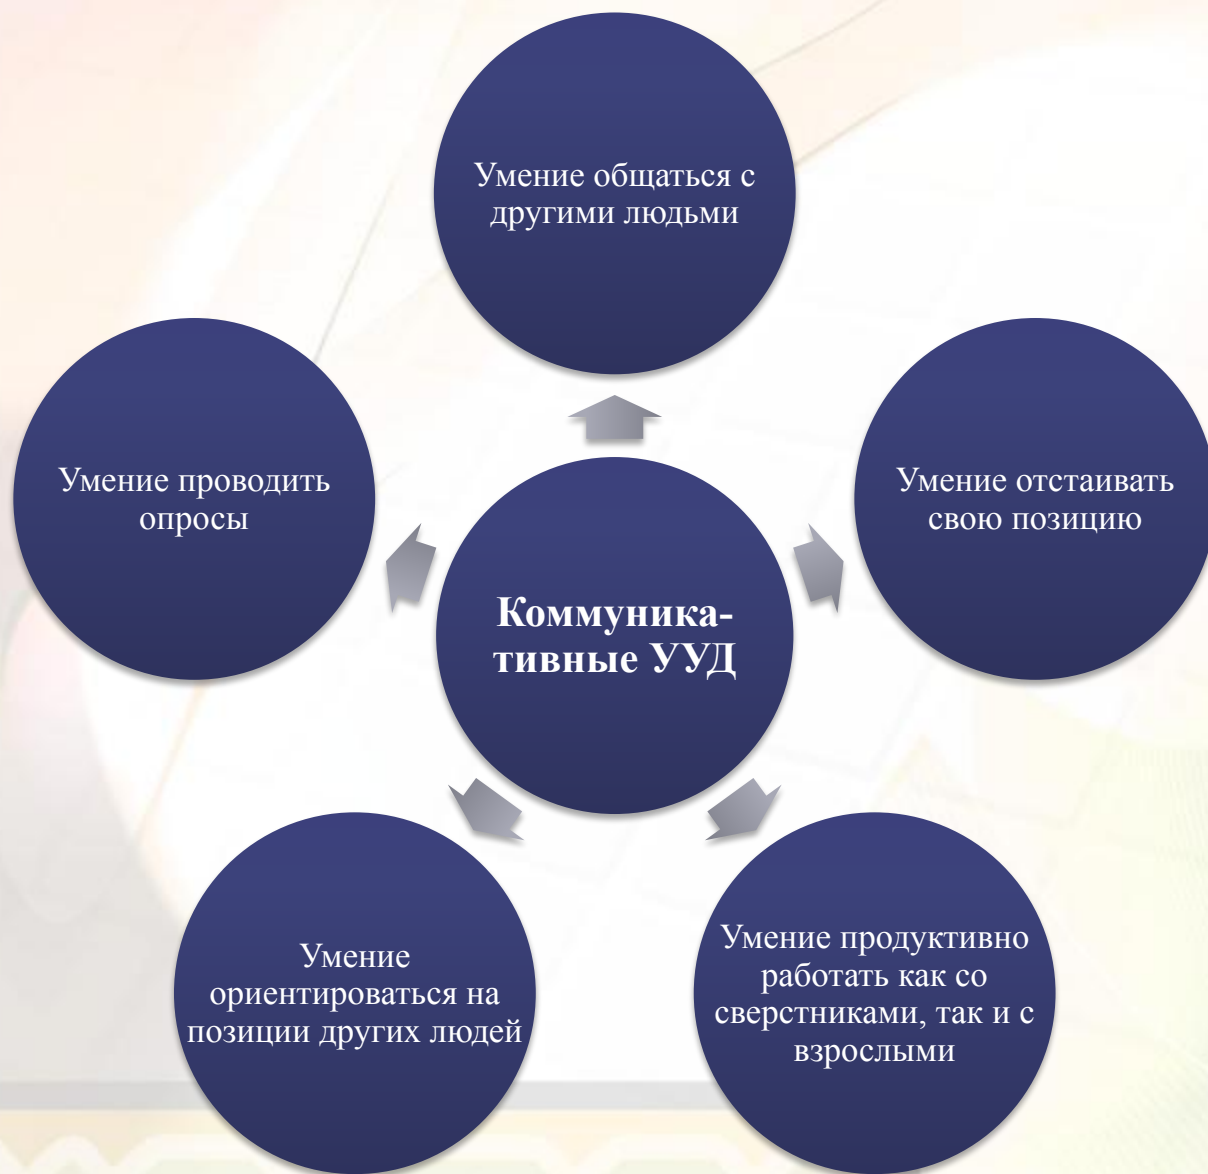 Умение общаться с
другими людьми
Умение проводить
опросы
Умение отстаивать
свою позицию
Коммуника-
тивные УУД
Умение
ориентироваться на
позиции других людей
Умение продуктивно
работать как со
сверстниками, так и с
взрослыми